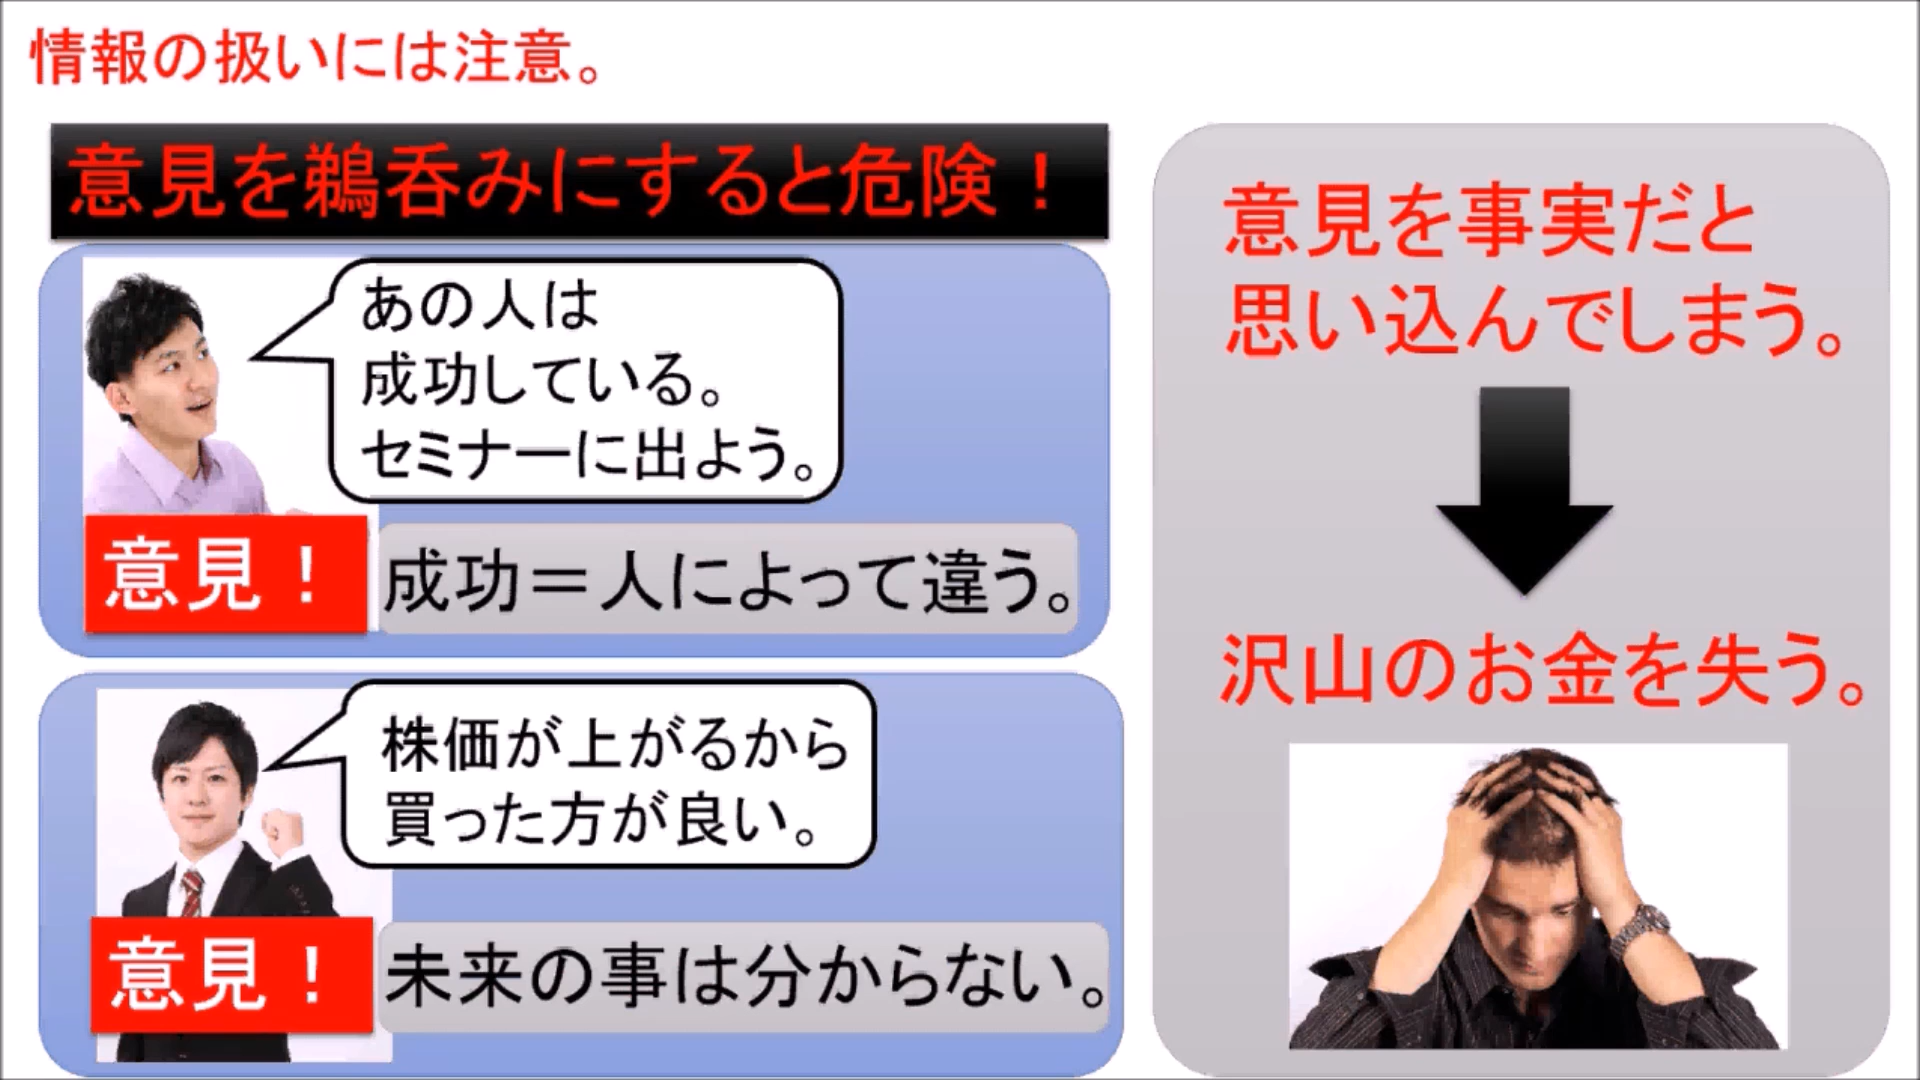 情報の扱いには注意。
意見を鵜呑みにすると危険！
あの人は
成功している。
セミナーに出よう。
意見！
成功＝人によって違う。
株価が上がるから
買った方が良い。
意見！
未来の事は分からない。
意見を事実だと
思い込んでしまう。
沢山のお金を失う。